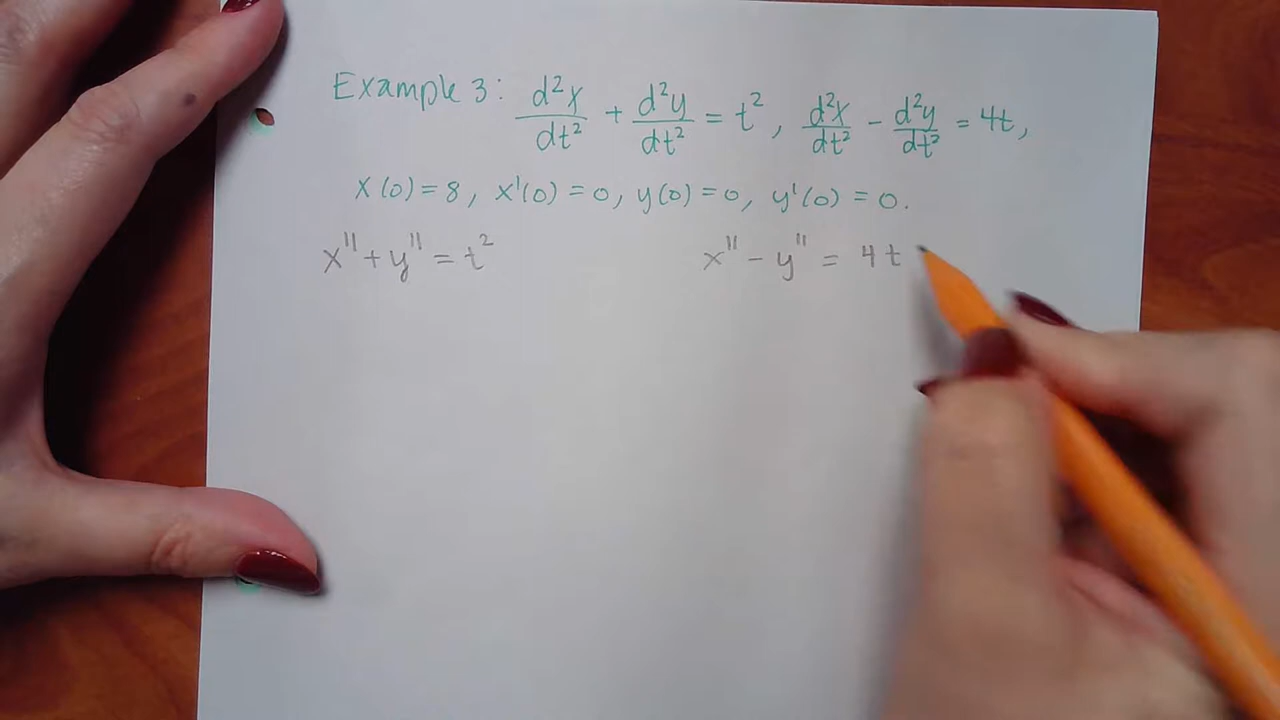 Example 3: d²x/dt² + d²y/dt² = t², d²x/dt² - d²y/dt² = 4t,
x(0) = 8, x'(0) = 0, y(0) = 0, y'(0) = 0.
x'' + y'' = t² x'' - y'' = 4t